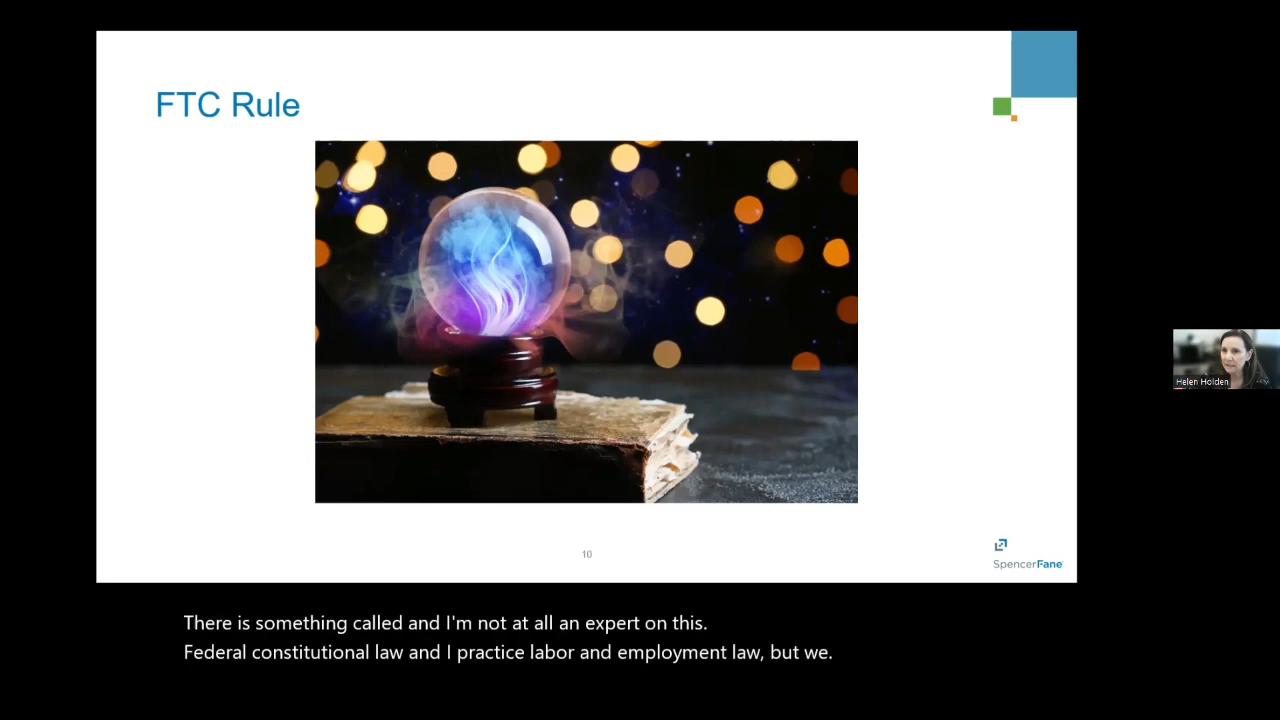 FTC Rule
Helen Holden
10
SpencerFane
There is something called and I'm not at all an expert on this.
Federal constitutional law and I practice labor and employment law, but we.